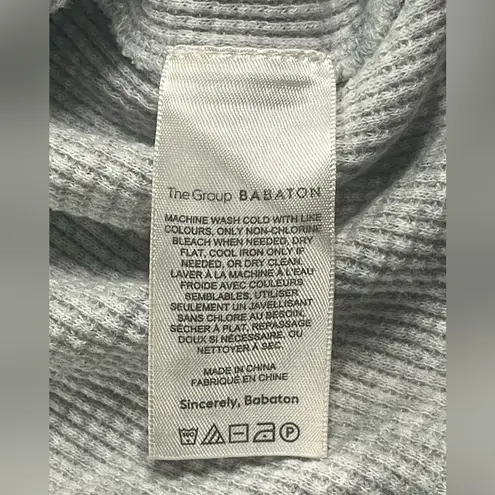 The Group BABATON
MACHINE WASH COLD WITH LIKE
COLOURS, ONLY NON-CHLORINE
BLEACH WHEN NEEDED, DRY
FLAT, COOL IRON ONLY IF
NEEDED, OR DRY CLEAN.
LAVER À LA MACHINE À L'EAU
FROIDE AVEC COULEURS
SEMBLABLES, UTILISER
SEULEMENT UN JAVELLISANT
SANS CHLORE AU BESOIN,
SÉCHER À PLAT, REPASSAGE
DOUX SI NÉCESSAIRE, OU
NETTOYER À SEC.
MADE IN CHINA
FABRIQUÉ EN CHINE
Sincerely, Babaton